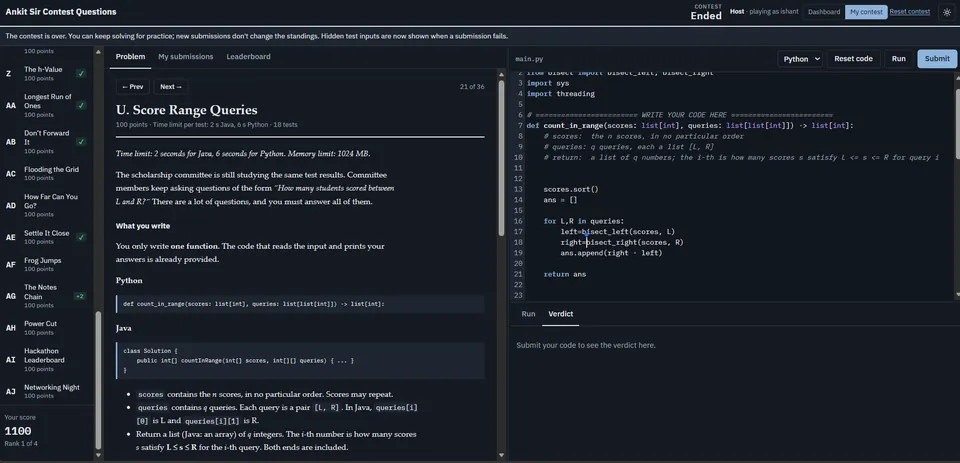 Ankit Sir Contest Questions
CONTEST
Ended
Host · playing as ishant
Dashboard
My contest
Reset contest
The contest is over. You can keep solving for practice; new submissions don't change the standings. Hidden test inputs are now shown when a submission fails.
100 points
Z
The h-Value
100 points
AA
Longest Run of
Ones
100 points
AB
Don't Forward
It
100 points
AC
Flooding the Grid
100 points
AD
How Far Can You
Go?
100 points
AE
Settle It Close
100 points
AF
Frog Jumps
100 points
AG
The Notes
Chain
+2
100 points
AH
Power Cut
100 points
AI
Hackathon
Leaderboard
100 points
AJ
Networking Night
100 points
Your score
1100
Rank 1 of 4
Problem
My submissions
Leaderboard
← Prev
Next →
21 of 36
U. Score Range Queries
100 points · Time limit per test: 2 s Java, 6 s Python · 18 tests
Time limit: 2 seconds for Java, 6 seconds for Python. Memory limit: 1024 MB.
The scholarship committee is still studying the same test results. Committee
members keep asking questions of the form "How many students scored between
L and R?" There are a lot of questions, and you must answer all of them.
What you write
You only write one function. The code that reads the input and prints your
answers is already provided.
Python
def count_in_range(scores: list[int], queries: list[list[int]]) -> list[int]:
Java
class Solution {
public int[] countInRange(int[] scores, int[][] queries) { ... }
}
• scores contains the n scores, in no particular order. Scores may repeat.
• queries contains q queries. Each query is a pair [L, R]. In Java, queries[i]
[0] is L and queries[i][1] is R.
• Return a list (Java: an array) of q integers. The i-th number is how many scores
s satisfy L ≤ s ≤ R for the i-th query. Both ends are included.
main.py
Python
Reset code
Run
Submit
2 from bisect import bisect_left, bisect_right
3 import sys
4 import threading
5
6 # ======================== WRITE YOUR CODE HERE ========================
7 def count_in_range(scores: list[int], queries: list[list[int]]) -> list[int]:
8 # scores: the n scores, in no particular order
9 # queries: q queries, each a list [L, R]
10 # return: a list of q numbers; the i-th is how many scores s satisfy L <= s <= R for query i
11
12
13 scores.sort()
14 ans = []
15
16 for L,R in queries:
17 left=bisect_left(scores, L)
18 right=bisect_right(scores, R)
19 ans.append(right - left)
20
21 return ans
22
23
Run
Verdict
Submit your code to see the verdict here.